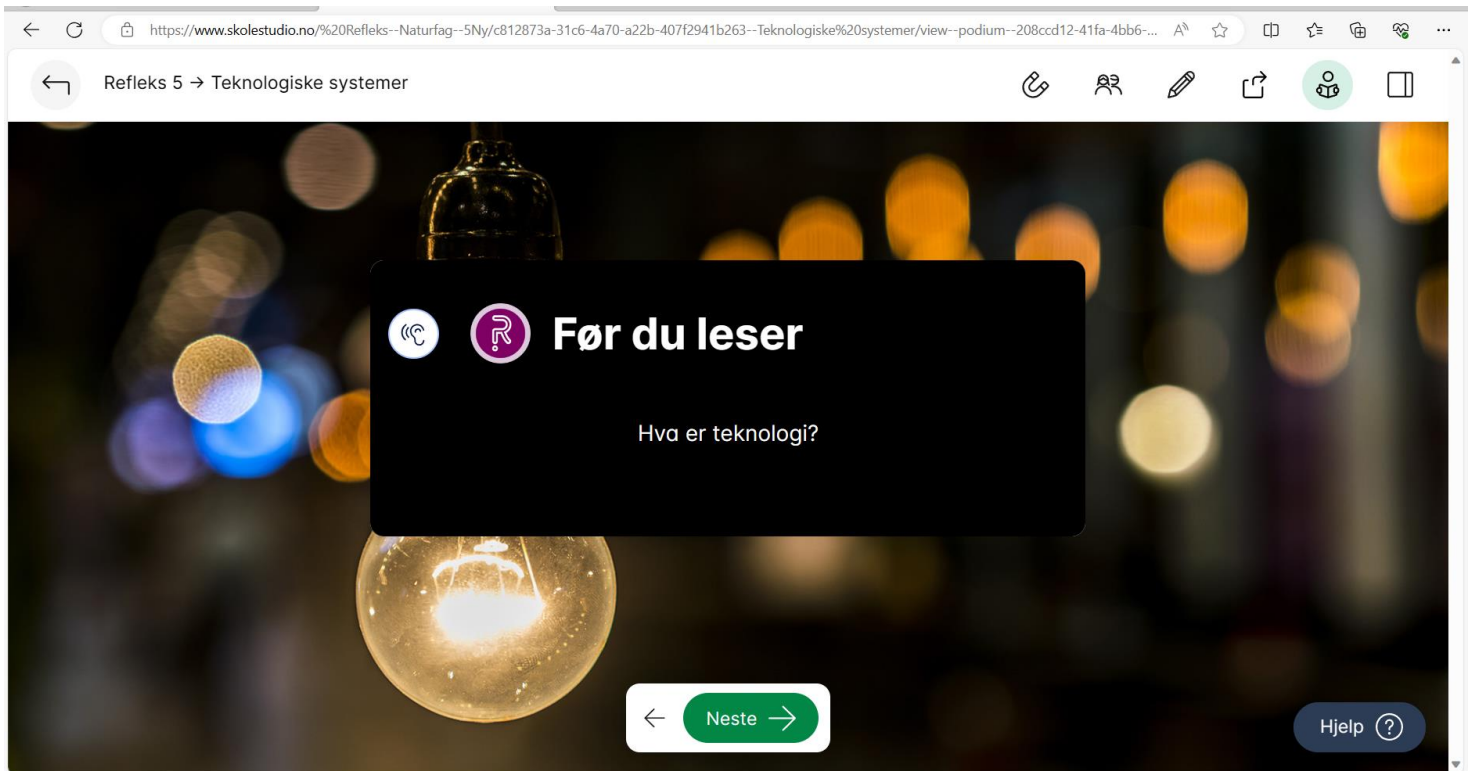 https://www.skolestudio.no/%20Refleks--Naturfag--5Ny/c812873a-31c6-4a70-a22b-407f2941b263--Teknologiske%20systemer/view--podium--208ccd12-41fa-4bb6-...
Refleks 5 → Teknologiske systemer
Før du leser
Hva er teknologi?
Neste
Hjelp